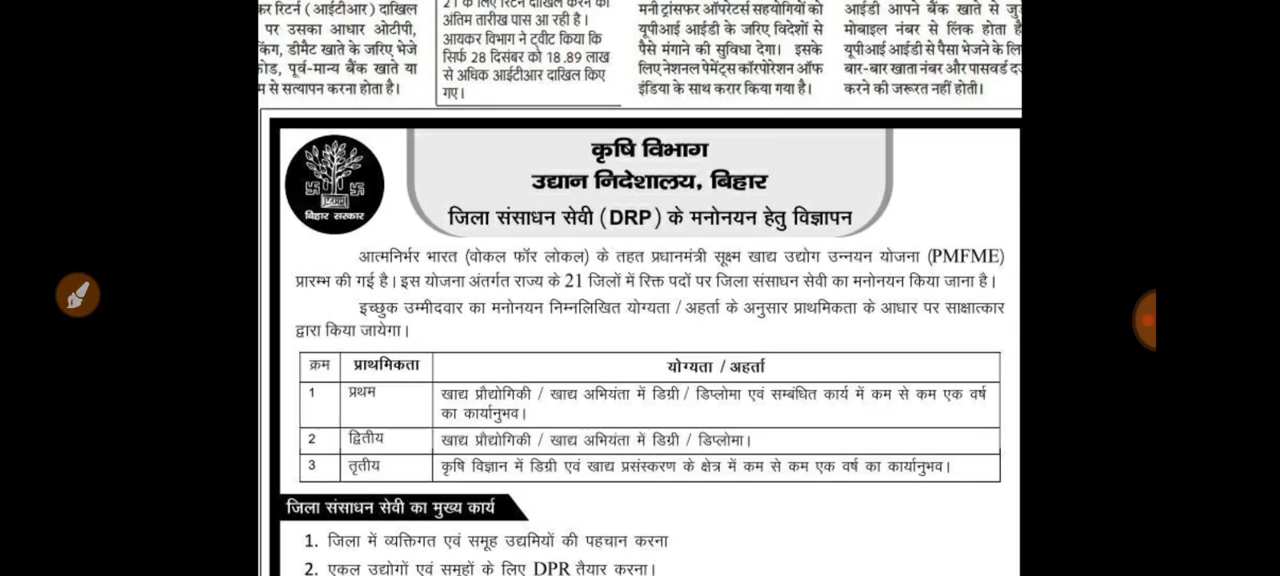 कर रिटर्न (आईटीआर) दाखिल
पर उसका आधार ओटीपी,
किंग, डीमैट खाते के जरिए भेजे
कोड, पूर्व-मान्य बैंक खाते या
म से सत्यापन करना होता है।
21 के लिए रिटर्न दाखिल करने की
अंतिम तारीख पास आ रही है।
आयकर विभाग ने ट्वीट किया कि
सिर्फ 28 दिसंबर को 18.89 लाख
से अधिक आईटीआर दाखिल किए
गए।
मनी ट्रांसफर ऑपरेटर्स सहयोगियों को
यूपीआई आईडी के जरिए विदेशों से
पैसे मंगाने की सुविधा देगा। इसके
लिए नेशनल पेमेंट्स कॉरपोरेशन ऑफ
इंडिया के साथ करार किया गया है।
आईडी आपने बैंक खाते से जु
मोबाइल नंबर से लिंक होता है
यूपीआई आईडी से पैसा भेजने के लि
बार-बार खाता नंबर और पासवर्ड द
करने की जरूरत नहीं होती।
बिहार सरकार
कृषि विभाग
उद्यान निदेशालय, बिहार
जिला संसाधन सेवी (DRP) के मनोनयन हेतु विज्ञापन
आत्मनिर्भर भारत (वोकल फॉर लोकल) के तहत प्रधानमंत्री सूक्ष्म खाद्य उद्योग उन्नयन योजना (PMFME)
प्रारम्भ की गई है। इस योजना अंतर्गत राज्य के 21 जिलों में रिक्त पदों पर जिला संसाधन सेवी का मनोनयन किया जाना है।
इच्छुक उम्मीदवार का मनोनयन निम्नलिखित योग्यता / अहर्ता के अनुसार प्राथमिकता के आधार पर साक्षात्कार
द्वारा किया जायेगा।
क्रम प्राथमिकता योग्यता / अहर्ता
1 प्रथम खाद्य प्रौद्योगिकी / खाद्य अभियंता में डिग्री / डिप्लोमा एवं सम्बंधित कार्य में कम से कम एक वर्ष
का कार्यानुभव।
2 द्वितीय खाद्य प्रौद्योगिकी / खाद्य अभियंता में डिग्री / डिप्लोमा।
3 तृतीय कृषि विज्ञान में डिग्री एवं खाद्य प्रसंस्करण के क्षेत्र में कम से कम एक वर्ष का कार्यानुभव।
जिला संसाधन सेवी का मुख्य कार्य
1. जिला में व्यक्तिगत एवं समूह उद्यमियों की पहचान करना
2. एकल उद्योगों एवं समूहों के लिए DPR तैयार करना।